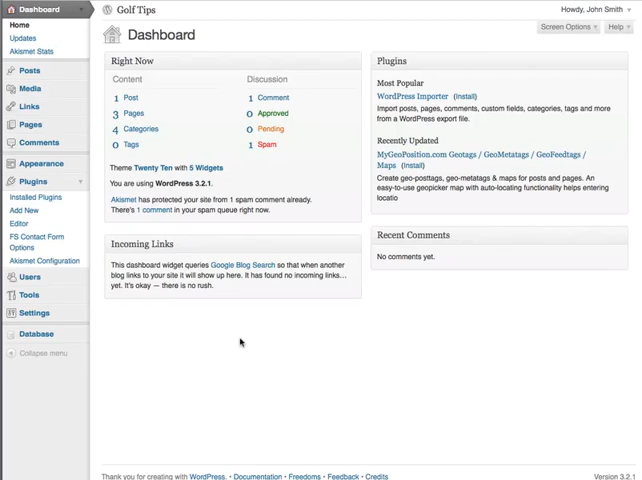 Dashboard
Home
Updates
Akismet Stats
Posts
Media
Links
Pages
Comments
Appearance
Plugins
Installed Plugins
Add New
Editor
FS Contact Form
Options
Akismet Configuration
Users
Tools
Settings
Database
Collapse menu
Golf Tips
Howdy, John Smith
Screen Options
Help
Dashboard
Right Now
Content
Discussion
1 Post
1 Comment
3 Pages
0 Approved
4 Categories
0 Pending
0 Tags
1 Spam
Theme Twenty Ten with 5 Widgets
You are using WordPress 3.2.1.
Akismet has protected your site from 1 spam comment already.
There's 1 comment in your spam queue right now.
Incoming Links
This dashboard widget queries Google Blog Search so that when another
blog links to your site it will show up here. It has found no incoming links...
yet. It's okay — there is no rush.
Plugins
Most Popular
WordPress Importer (Install)
Import posts, pages, comments, custom fields, categories, tags and more
from a WordPress export file.
Recently Updated
MyGeoPosition.com Geotags / GeoMetatags / GeoFeedtags /
Maps (Install)
Create geo-posttags, geo-metatags & maps for posts and pages. An
easy-to-use geopicker map with auto-locating functionality helps entering
locatio
Recent Comments
No comments yet.
Thank you for creating with WordPress. • Documentation • Freedoms • Feedback • Credits
Version 3.2.1